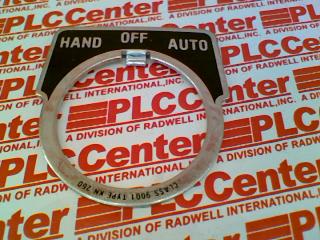 HAND OFF AUTO
CLASS 9001 TYPE KN 260
PLCCenter
A DIVISION OF RADWELL INTERNATIONAL, INC.
PLCCenter
A DIVISION OF RADWELL INTERNATIONAL, INC.
PLCCenter
A DIVISION OF RADWELL INTERNATIONAL, INC.